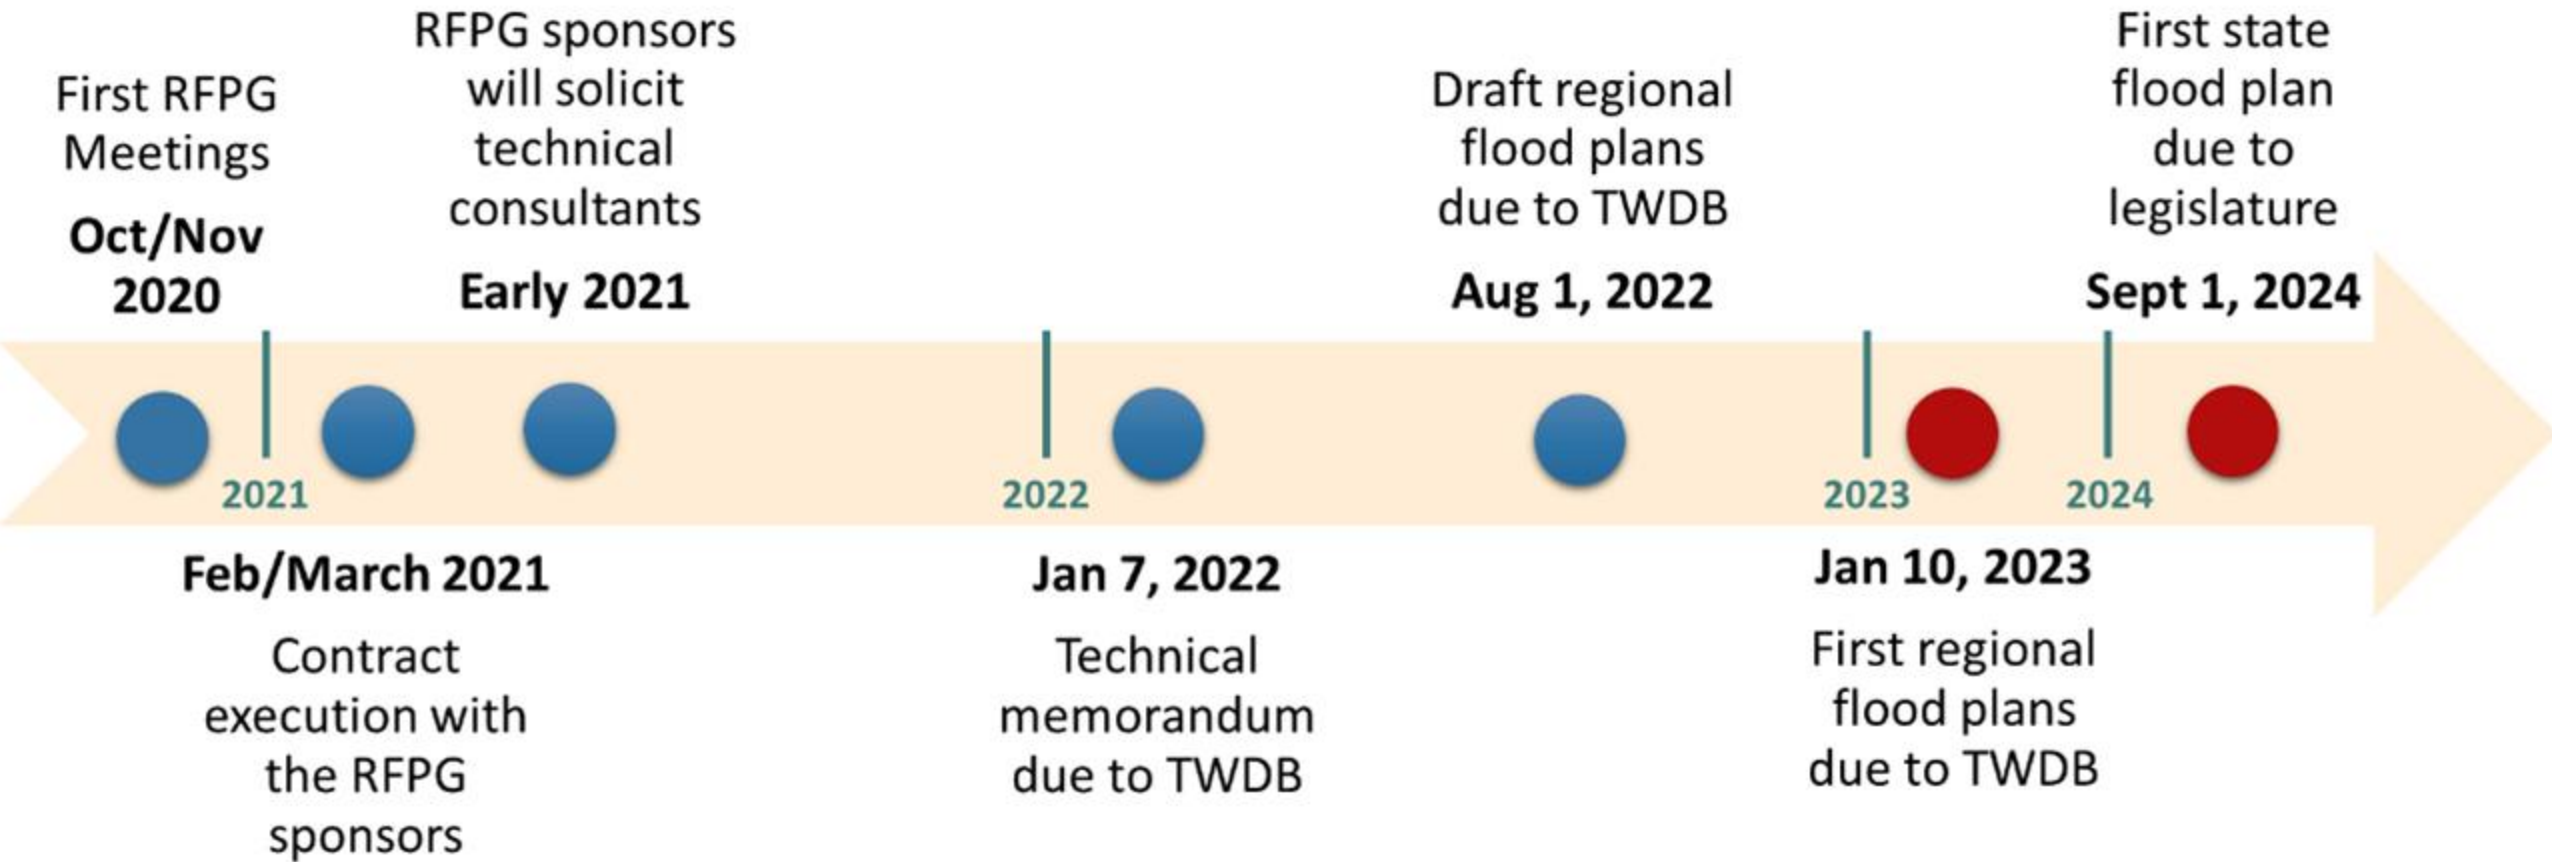 First RFPG
Meetings
Oct/Nov
2020
RFPG sponsors
will solicit
technical
consultants
Early 2021
Draft regional
flood plans
due to TWDB
Aug 1, 2022
First state
flood plan
due to
legislature
Sept 1, 2024
2021
2022
2023
2024
Feb/March 2021
Contract
execution with
the RFPG
sponsors
Jan 7, 2022
Technical
memorandum
due to TWDB
Jan 10, 2023
First regional
flood plans
due to TWDB